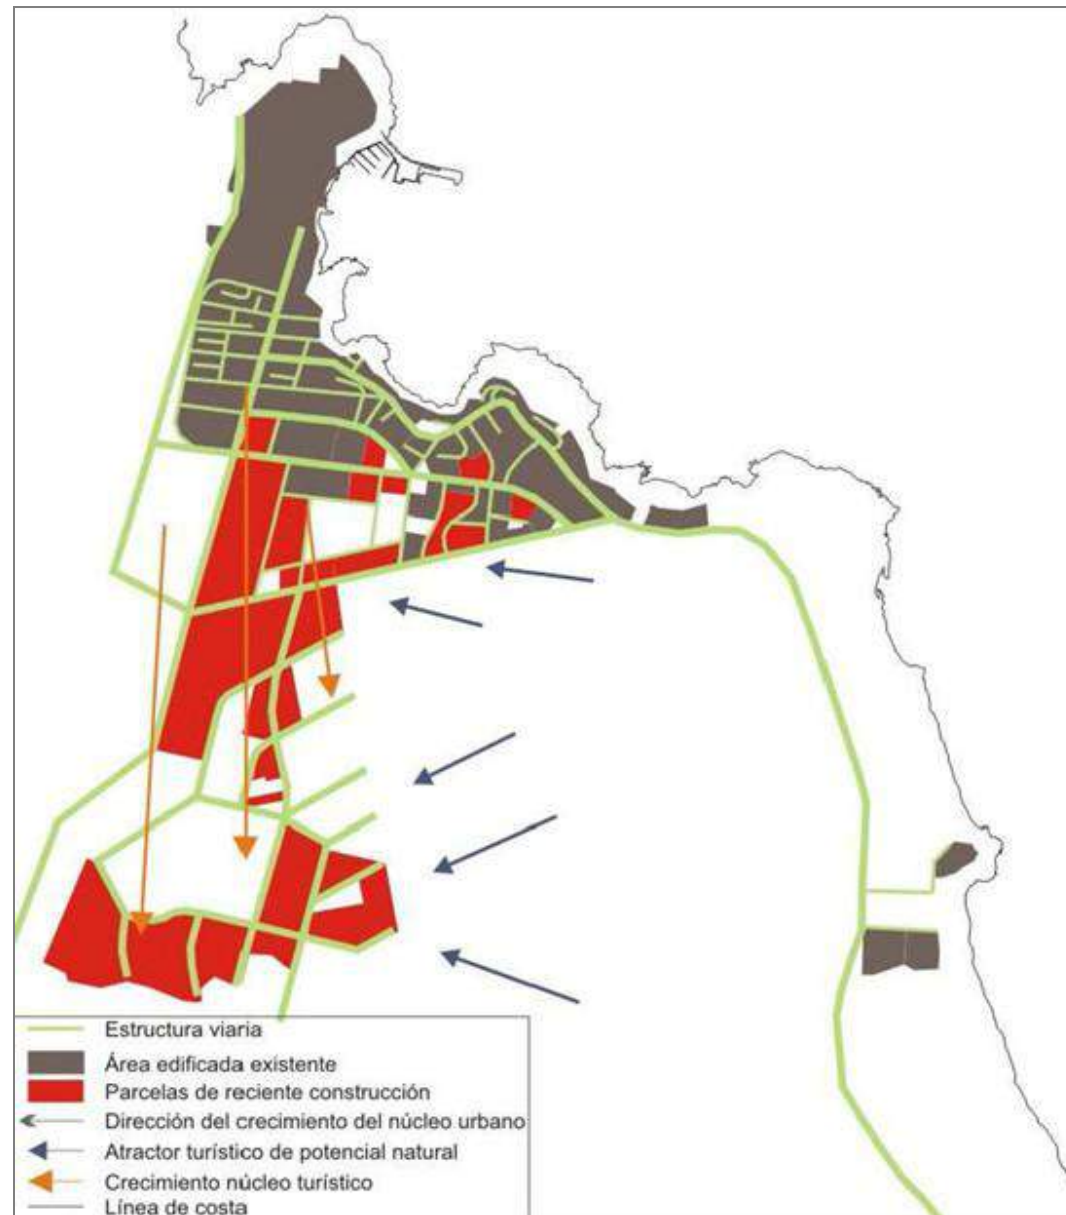 Estructura viaria
Área edificada existente
Parcelas de reciente construcción
Dirección del crecimiento del núcleo urbano
Atractor turístico de potencial natural
Crecimiento núcleo turístico
Línea de costa